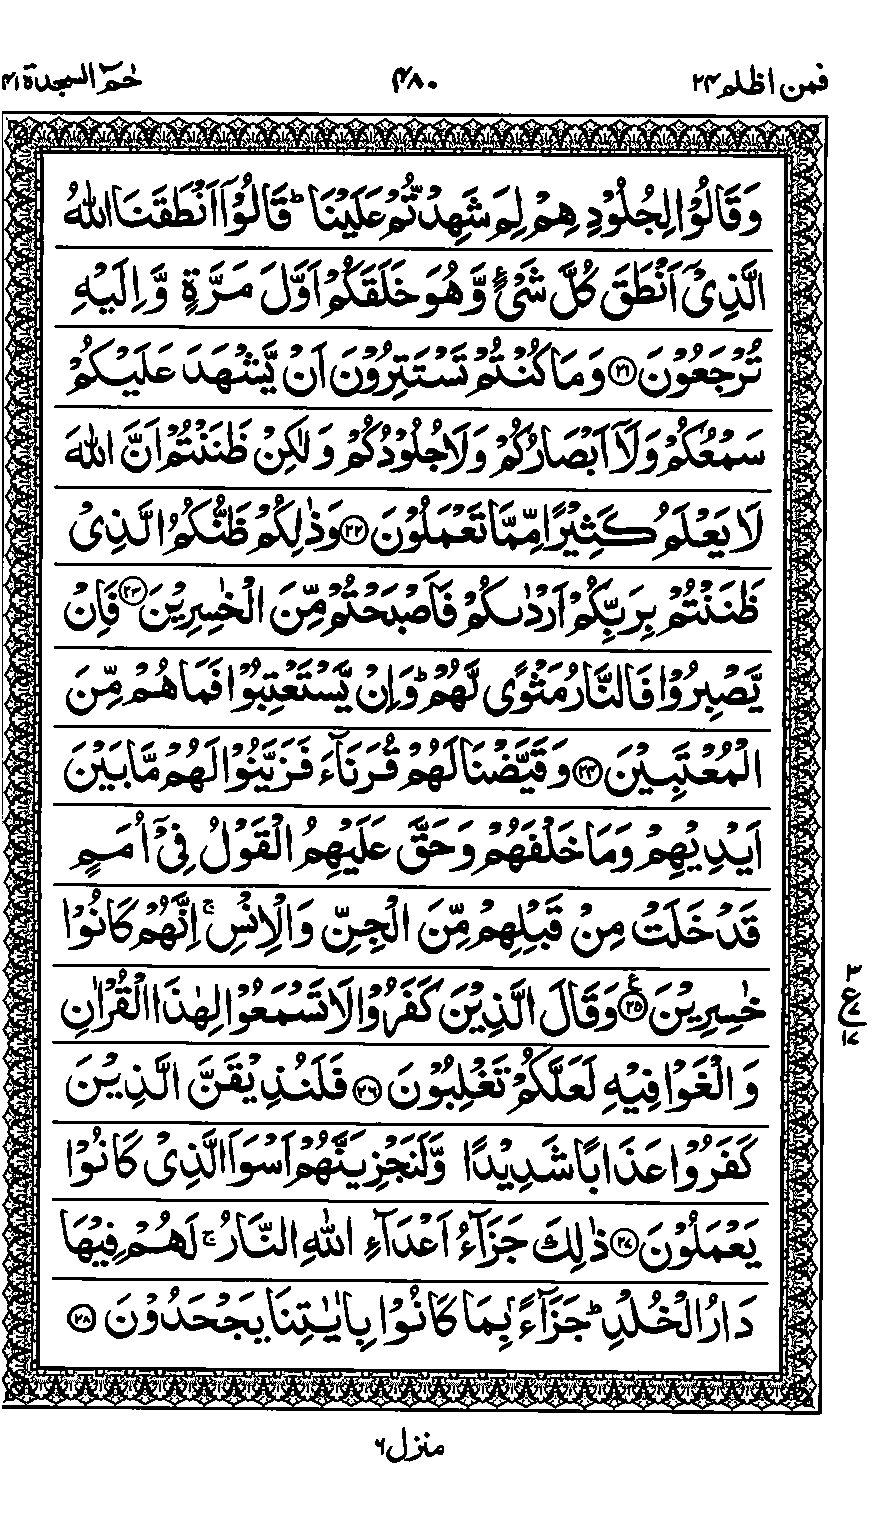 فمن اظلم ۲۴ ۴۸۰ حٰمٓ السجدۃ ۴۱
وَقَالُوْا لِجُلُوْدِهِمْ لِمَ شَهِدْتُّمْ عَلَيْنَا ؕ قَالُوْۤا اَنْطَقَنَا اللّٰهُ
الَّذِیْۤ اَنْطَقَ كُلَّ شَیْءٍ وَّهُوَ خَلَقَكُمْ اَوَّلَ مَرَّةٍ وَّاِلَيْهِ
تُرْجَعُوْنَ ﴿۲۱﴾ وَمَا كُنْتُمْ تَسْتَتِرُوْنَ اَنْ يَّشْهَدَ عَلَيْكُمْ
سَمْعُكُمْ وَلَاۤ اَبْصَارُكُمْ وَلَا جُلُوْدُكُمْ وَلٰكِنْ ظَنَنْتُمْ اَنَّ اللّٰهَ
لَا يَعْلَمُ كَثِيْرًا مِّمَّا تَعْمَلُوْنَ ﴿۲۲﴾ وَذٰلِكُمْ ظَنُّكُمُ الَّذِیْ
ظَنَنْتُمْ بِرَبِّكُمْ اَرْدٰىكُمْ فَاَصْبَحْتُمْ مِّنَ الْخٰسِرِيْنَ ﴿۲۳﴾ فَاِنْ
يَّصْبِرُوْا فَالنَّارُ مَثْوًی لَّهُمْ ؕ وَاِنْ يَّسْتَعْتِبُوْا فَمَا هُمْ مِّنَ
الْمُعْتَبِيْنَ ﴿۲۴﴾ وَقَيَّضْنَا لَهُمْ قُرَنَآءَ فَزَيَّنُوْا لَهُمْ مَّا بَيْنَ
اَيْدِيْهِمْ وَمَا خَلْفَهُمْ وَحَقَّ عَلَيْهِمُ الْقَوْلُ فِیْۤ اُمَمٍ
قَدْ خَلَتْ مِنْ قَبْلِهِمْ مِّنَ الْجِنِّ وَالْاِنْسِ ۚ اِنَّهُمْ كَانُوْا
خٰسِرِيْنَ ﴿۲۵﴾ ع وَقَالَ الَّذِيْنَ كَفَرُوْا لَا تَسْمَعُوْا لِهٰذَا الْقُرْاٰنِ
۳ ع ۱۷
وَالْغَوْا فِيْهِ لَعَلَّكُمْ تَغْلِبُوْنَ ﴿۲۶﴾ فَلَنُذِيْقَنَّ الَّذِيْنَ
كَفَرُوْا عَذَابًا شَدِيْدًا وَّلَنَجْزِيَنَّهُمْ اَسْوَاَ الَّذِیْ كَانُوْا
يَعْمَلُوْنَ ﴿۲۷﴾ ذٰلِكَ جَزَآءُ اَعْدَآءِ اللّٰهِ النَّارُ ۚ لَهُمْ فِيْهَا
دَارُ الْخُلْدِ ؕ جَزَآءًۢ بِمَا كَانُوْا بِاٰيٰتِنَا يَجْحَدُوْنَ ﴿۲۸﴾
منزل ۶